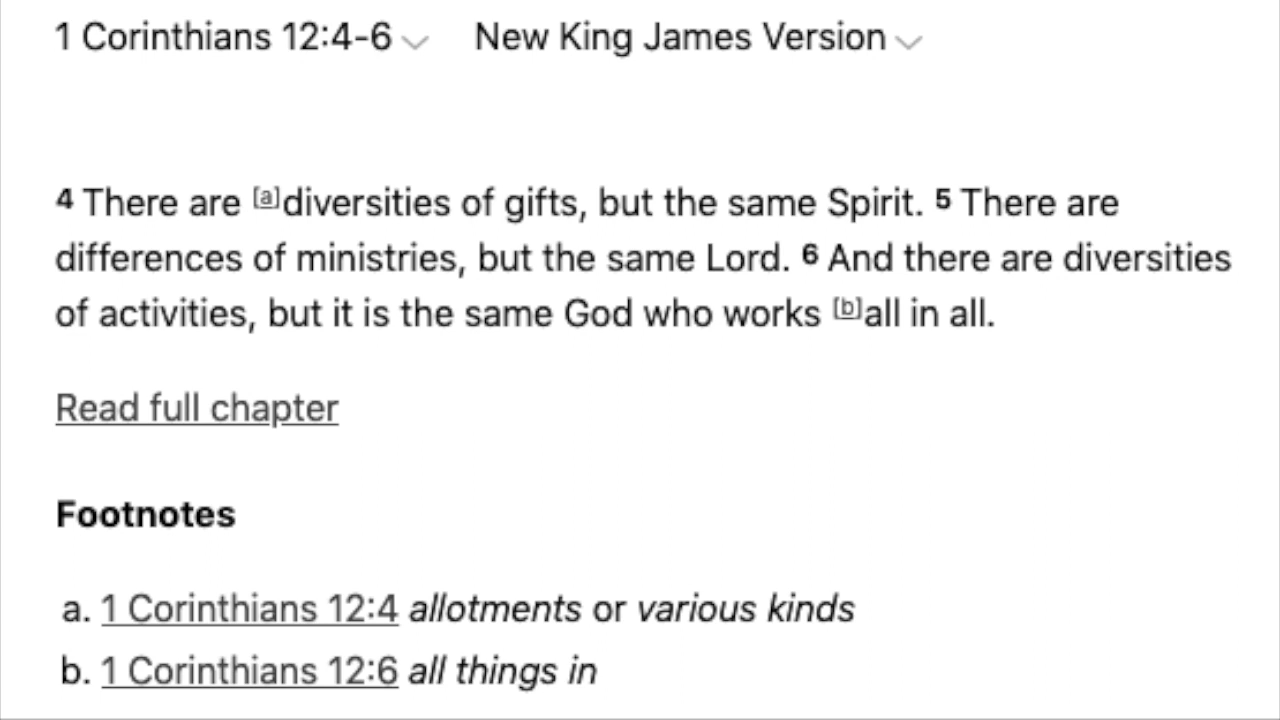 1 Corinthians 12:4-6 New King James Version
4 There are [a]diversities of gifts, but the same Spirit. 5 There are
differences of ministries, but the same Lord. 6 And there are diversities
of activities, but it is the same God who works [b]all in all.
Read full chapter
Footnotes
a. 1 Corinthians 12:4 allotments or various kinds
b. 1 Corinthians 12:6 all things in